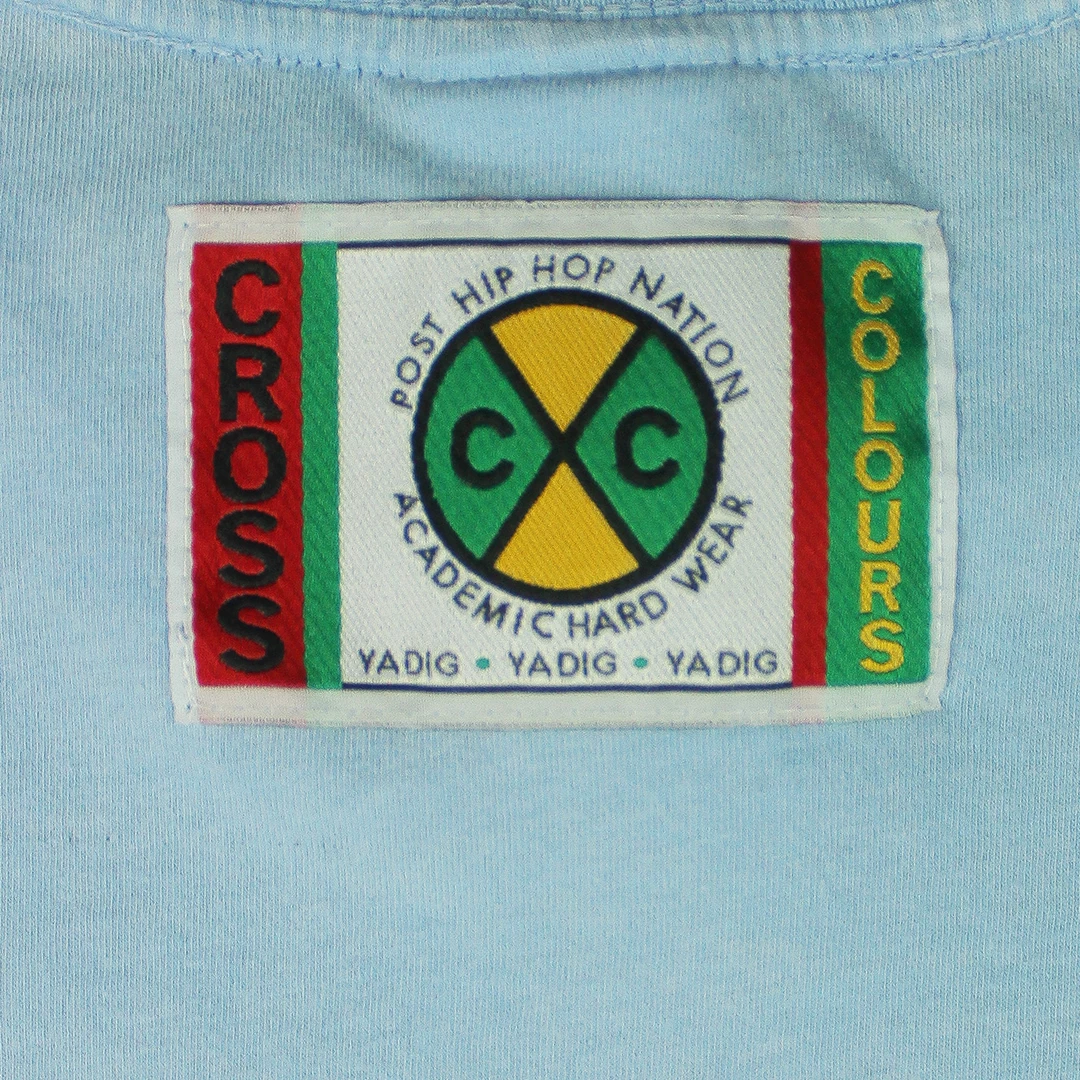 CROSS
POST HIP HOP NATION
C C
ACADEMIC HARD WEAR
YADIG • YADIG • YADIG
COLOURS